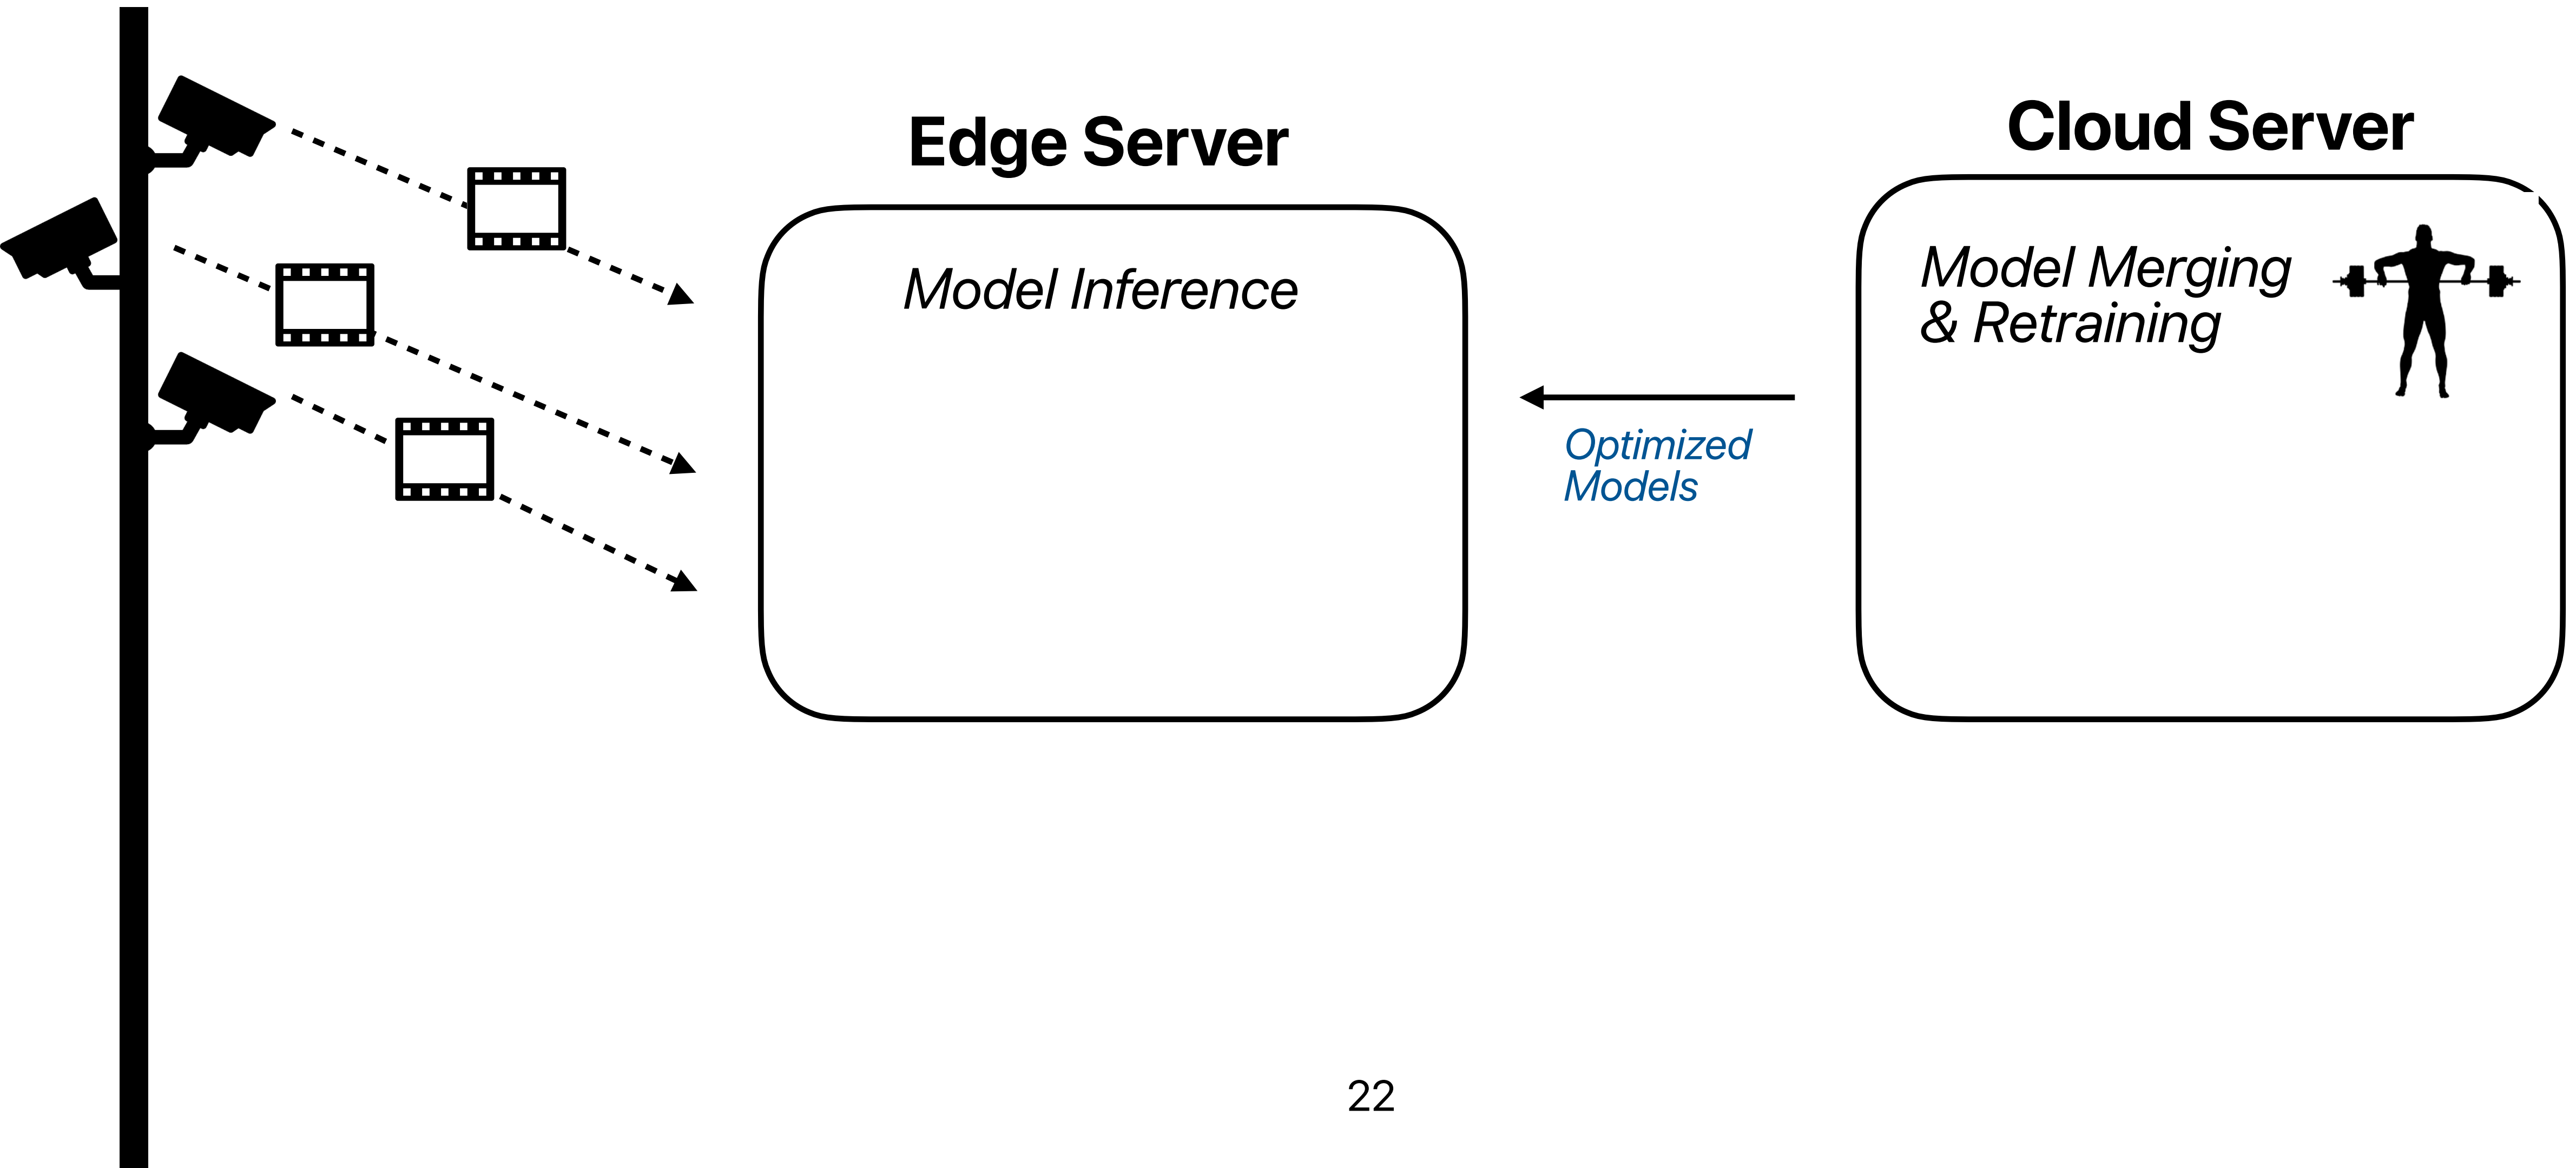 Edge Server
Cloud Server
Model Inference
Model Merging
& Retraining
Optimized
Models
22